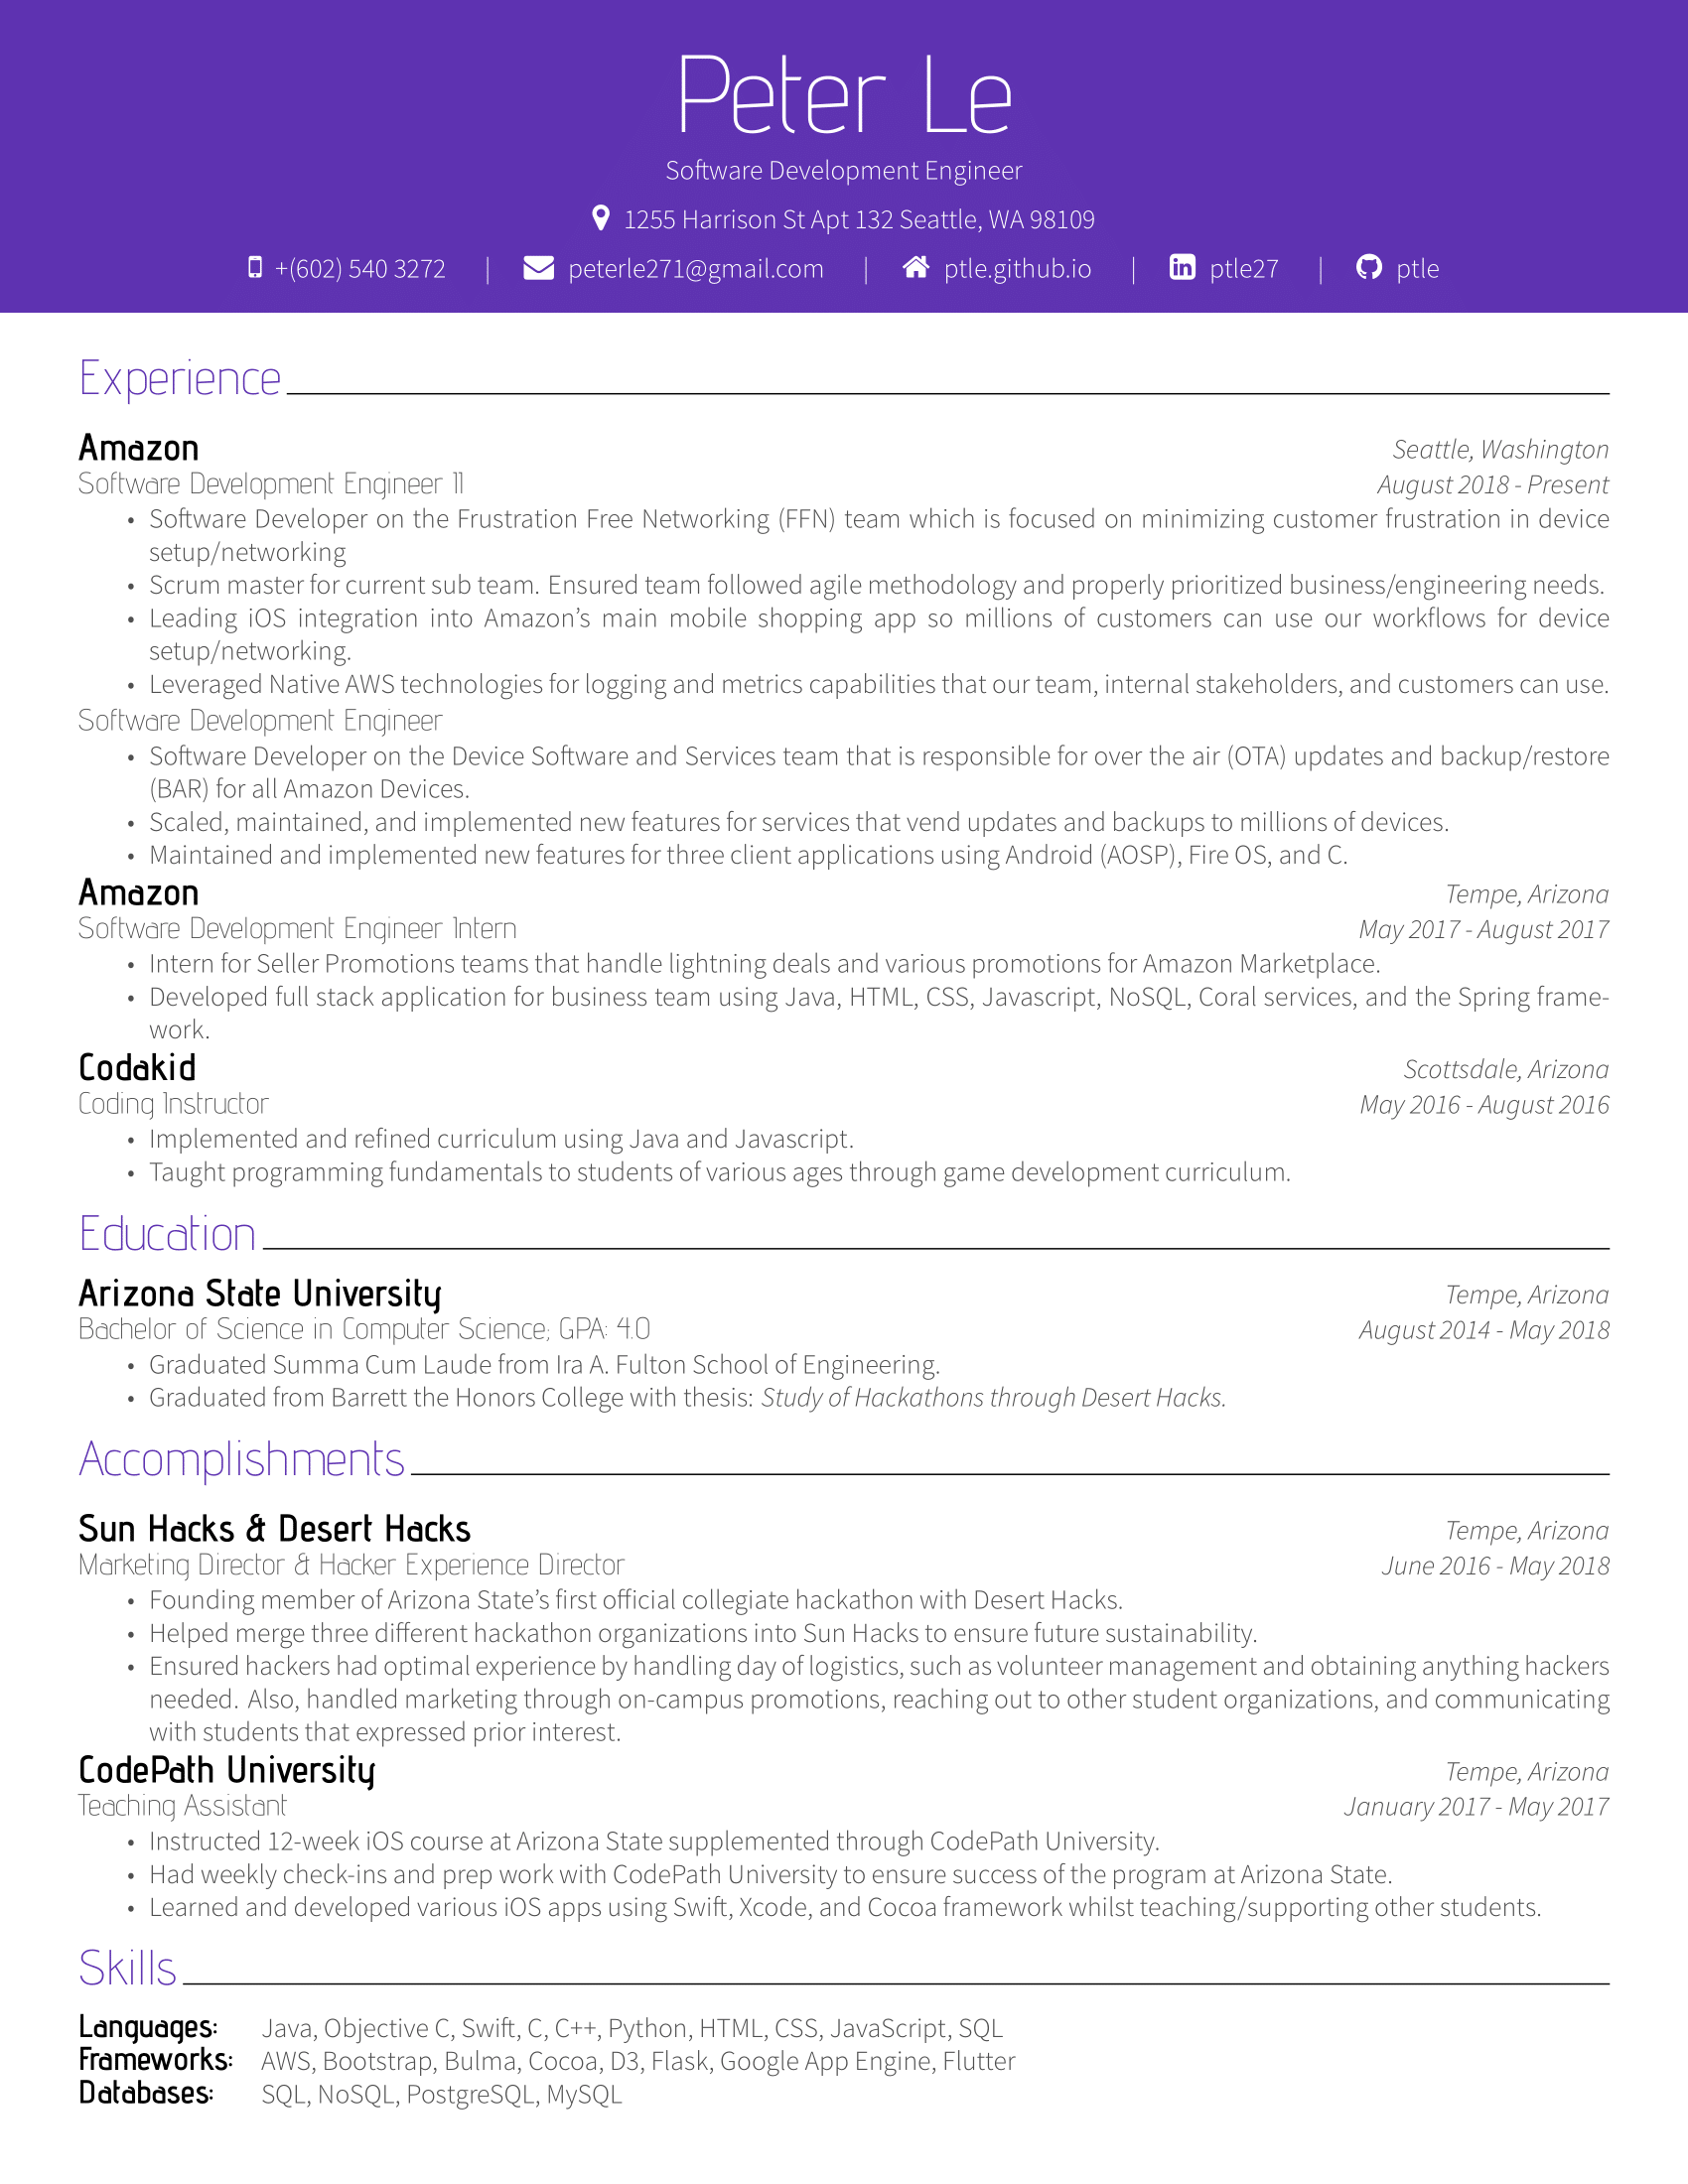 Peter Le
Software Development Engineer
1255 Harrison St Apt 132 Seattle, WA 98109
+(602) 540 3272 | peterle271@gmail.com | ptle.github.io | ptle27 | ptle
Experience
Amazon Seattle, Washington
Software Development Engineer II August 2018 - Present
• Software Developer on the Frustration Free Networking (FFN) team which is focused on minimizing customer frustration in device
setup/networking
• Scrum master for current sub team. Ensured team followed agile methodology and properly prioritized business/engineering needs.
• Leading iOS integration into Amazon’s main mobile shopping app so millions of customers can use our workflows for device
setup/networking.
• Leveraged Native AWS technologies for logging and metrics capabilities that our team, internal stakeholders, and customers can use.
Software Development Engineer
• Software Developer on the Device Software and Services team that is responsible for over the air (OTA) updates and backup/restore
(BAR) for all Amazon Devices.
• Scaled, maintained, and implemented new features for services that vend updates and backups to millions of devices.
• Maintained and implemented new features for three client applications using Android (AOSP), Fire OS, and C.
Amazon Tempe, Arizona
Software Development Engineer Intern May 2017 - August 2017
• Intern for Seller Promotions teams that handle lightning deals and various promotions for Amazon Marketplace.
• Developed full stack application for business team using Java, HTML, CSS, Javascript, NoSQL, Coral services, and the Spring frame-
work.
Codakid Scottsdale, Arizona
Coding Instructor May 2016 - August 2016
• Implemented and refined curriculum using Java and Javascript.
• Taught programming fundamentals to students of various ages through game development curriculum.
Education
Arizona State University Tempe, Arizona
Bachelor of Science in Computer Science; GPA: 4.0 August 2014 - May 2018
• Graduated Summa Cum Laude from Ira A. Fulton School of Engineering.
• Graduated from Barrett the Honors College with thesis: Study of Hackathons through Desert Hacks.
Accomplishments
Sun Hacks & Desert Hacks Tempe, Arizona
Marketing Director & Hacker Experience Director June 2016 - May 2018
• Founding member of Arizona State’s first official collegiate hackathon with Desert Hacks.
• Helped merge three different hackathon organizations into Sun Hacks to ensure future sustainability.
• Ensured hackers had optimal experience by handling day of logistics, such as volunteer management and obtaining anything hackers
needed. Also, handled marketing through on-campus promotions, reaching out to other student organizations, and communicating
with students that expressed prior interest.
CodePath University Tempe, Arizona
Teaching Assistant January 2017 - May 2017
• Instructed 12-week iOS course at Arizona State supplemented through CodePath University.
• Had weekly check-ins and prep work with CodePath University to ensure success of the program at Arizona State.
• Learned and developed various iOS apps using Swift, Xcode, and Cocoa framework whilst teaching/supporting other students.
Skills
Languages: Java, Objective C, Swift, C, C++, Python, HTML, CSS, JavaScript, SQL
Frameworks: AWS, Bootstrap, Bulma, Cocoa, D3, Flask, Google App Engine, Flutter
Databases: SQL, NoSQL, PostgreSQL, MySQL